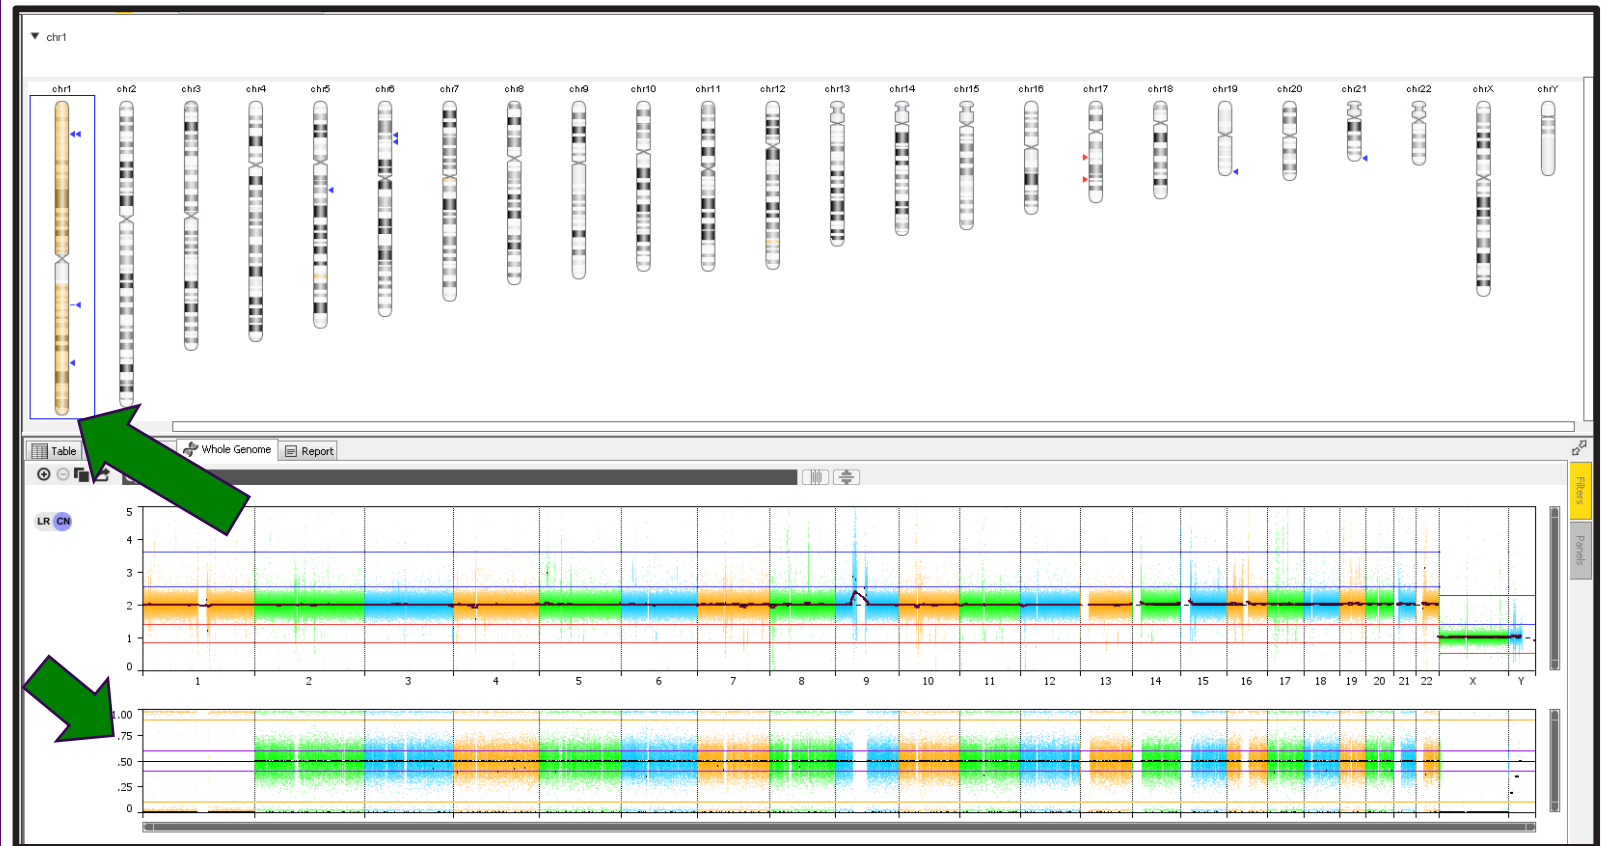 chr1
chr1 chr2 chr3 chr4 chr5 chr6 chr7 chr8 chr9 chr10 chr11 chr12 chr13 chr14 chr15 chr16 chr17 chr18 chr19 chr20 chr21 chr22 chrX chrY
Table Whole Genome Report
Filters
Panels
LR CN
5
4
3
2
1
0
1 2 3 4 5 6 7 8 9 10 11 12 13 14 15 16 17 18 19 20 21 22 X Y
1.00
.75
.50
.25
0